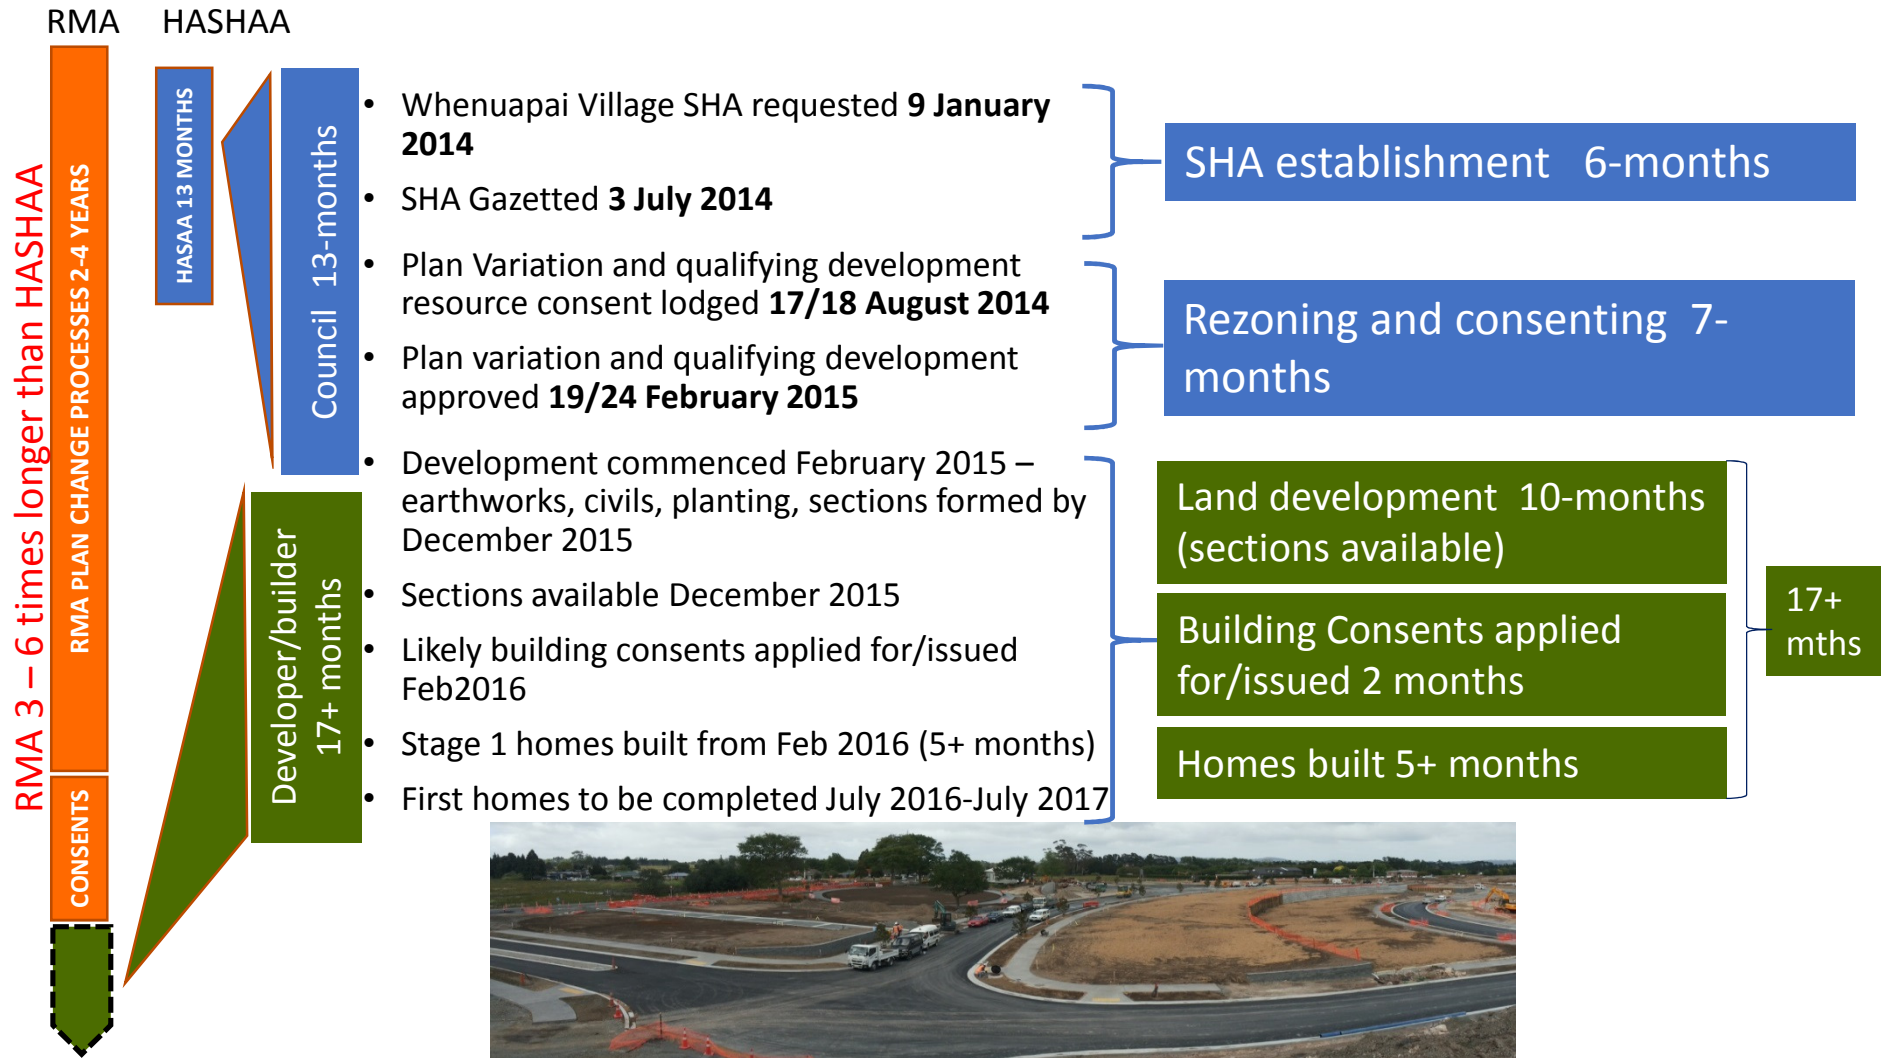 RMA
HASHAA
RMA 3 – 6 times longer than HASHAA
RMA PLAN CHANGE PROCESSES 2-4 YEARS
CONSENTS
HASAA 13 MONTHS
Council 13-months
Developer/builder
17+ months
• Whenuapai Village SHA requested 9 January
2014
• SHA Gazetted 3 July 2014
• Plan Variation and qualifying development
resource consent lodged 17/18 August 2014
• Plan variation and qualifying development
approved 19/24 February 2015
• Development commenced February 2015 –
earthworks, civils, planting, sections formed by
December 2015
• Sections available December 2015
• Likely building consents applied for/issued
Feb2016
• Stage 1 homes built from Feb 2016 (5+ months)
• First homes to be completed July 2016-July 2017
SHA establishment 6-months
Rezoning and consenting 7-
months
Land development 10-months
(sections available)
Building Consents applied
for/issued 2 months
Homes built 5+ months
17+
mths